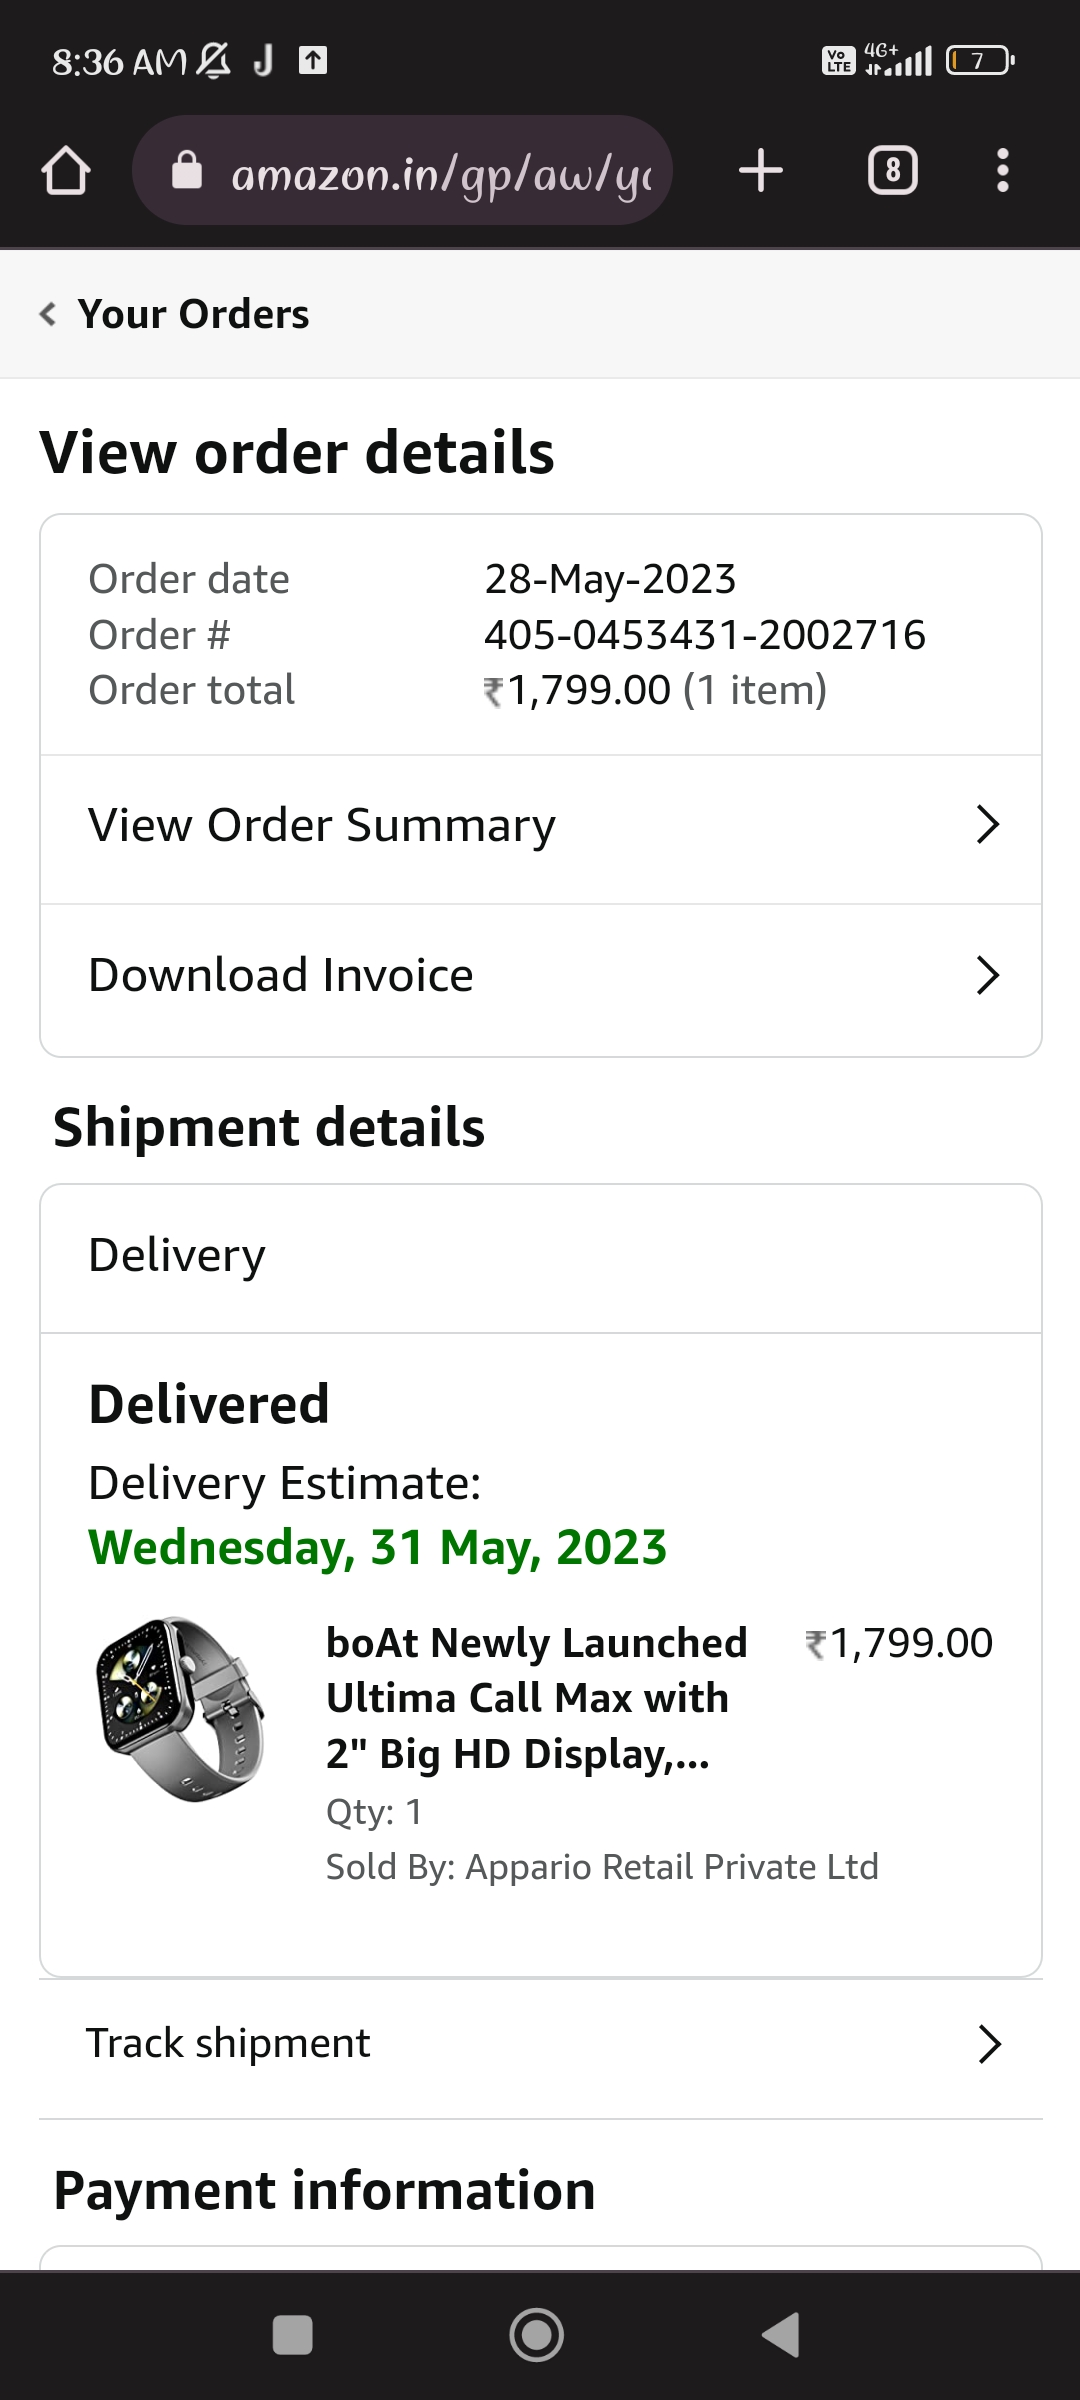 8:36 AM
Vo LTE 4G+ 7
amazon.in/gp/aw/yo
8
Your Orders
View order details
Order date 28-May-2023
Order # 405-0453431-2002716
Order total ₹1,799.00 (1 item)
View Order Summary
Download Invoice
Shipment details
Delivery
Delivered
Delivery Estimate:
Wednesday, 31 May, 2023
boAt Newly Launched ₹1,799.00
Ultima Call Max with
2" Big HD Display,...
Qty: 1
Sold By: Appario Retail Private Ltd
Track shipment
Payment information